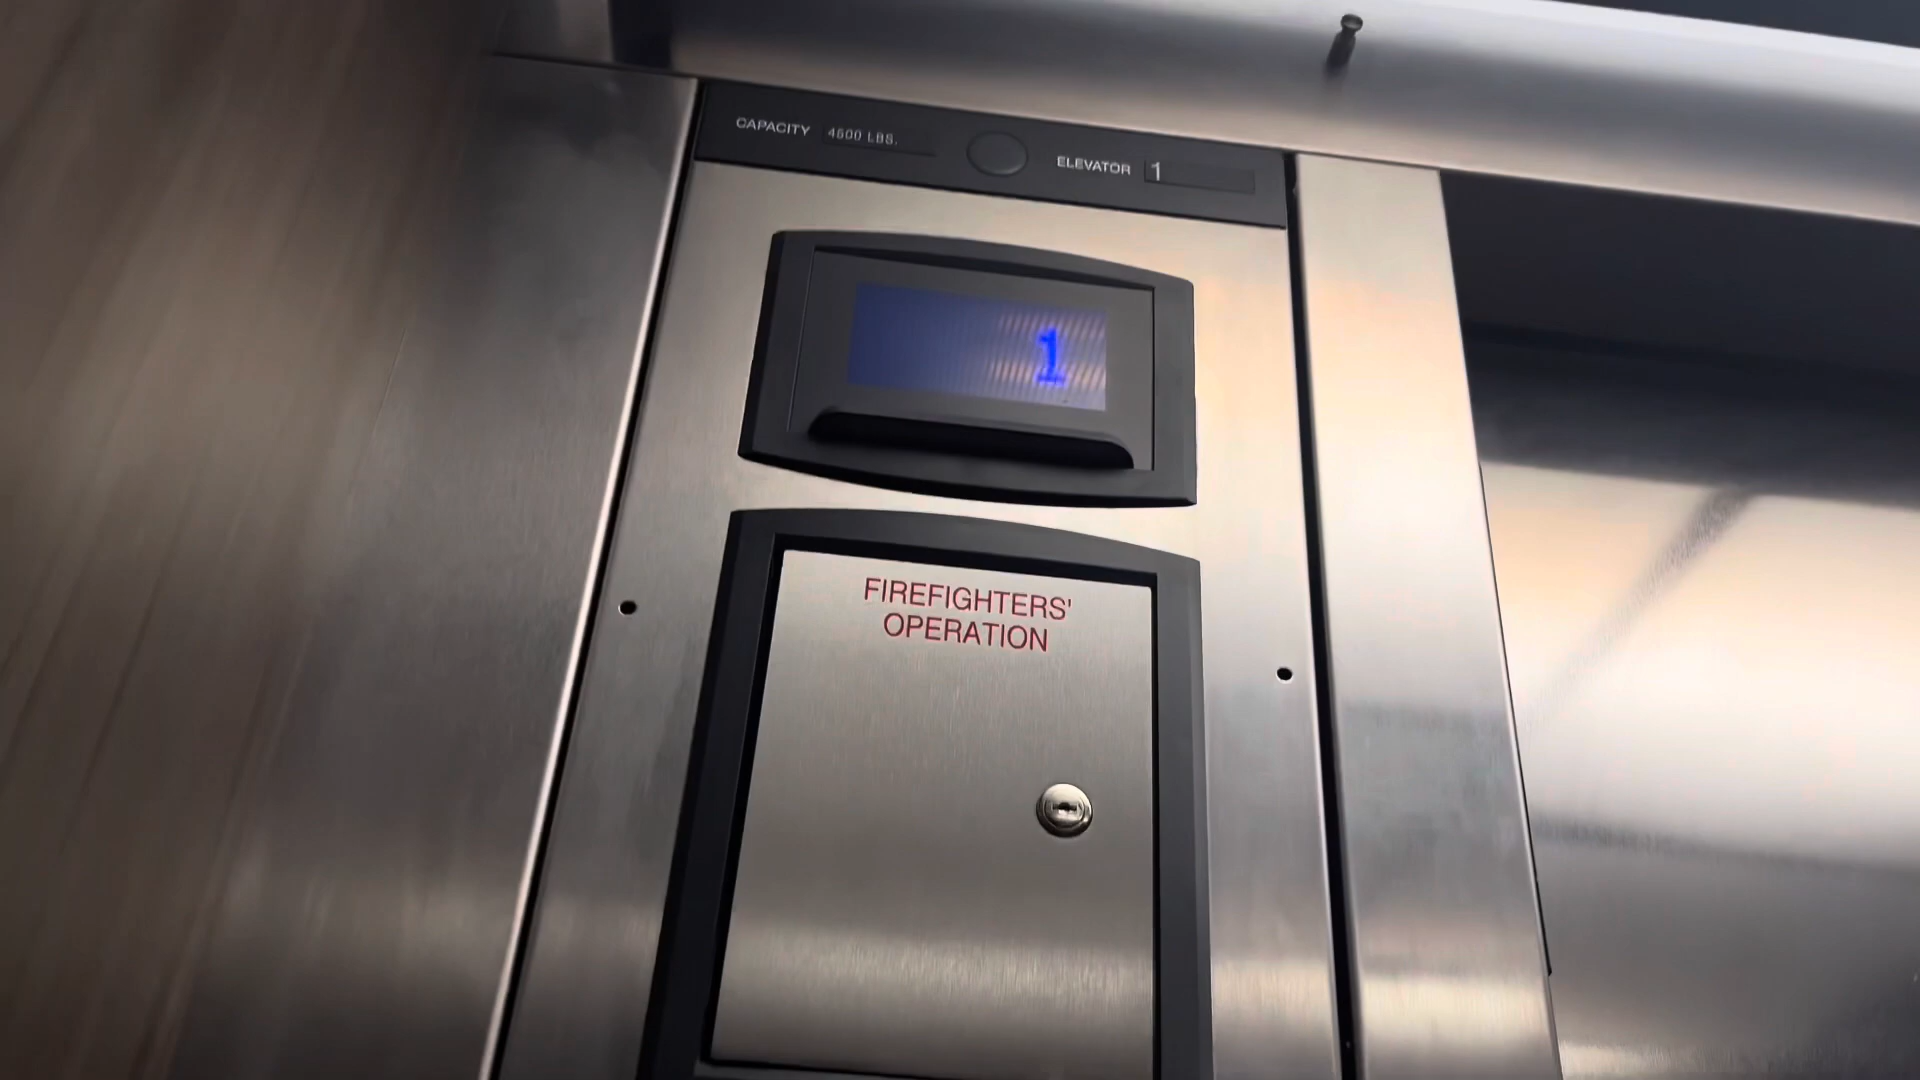 CAPACITY 4500 LBS.
ELEVATOR 1
1
FIREFIGHTERS'
OPERATION